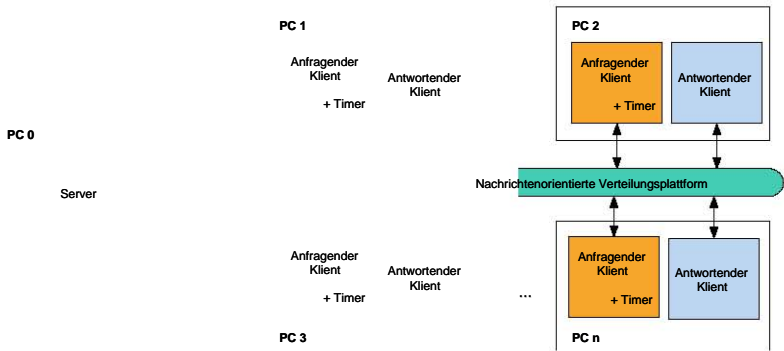 PC 1
Anfragender
Klient
+ Timer
Antwortender
Klient
PC 2
Anfragender
Klient
+ Timer
Antwortender
Klient
PC 0
Server
Nachrichtenorientierte Verteilungsplattform
Anfragender
Klient
+ Timer
Antwortender
Klient
PC 3
...
Anfragender
Klient
+ Timer
Antwortender
Klient
PC n